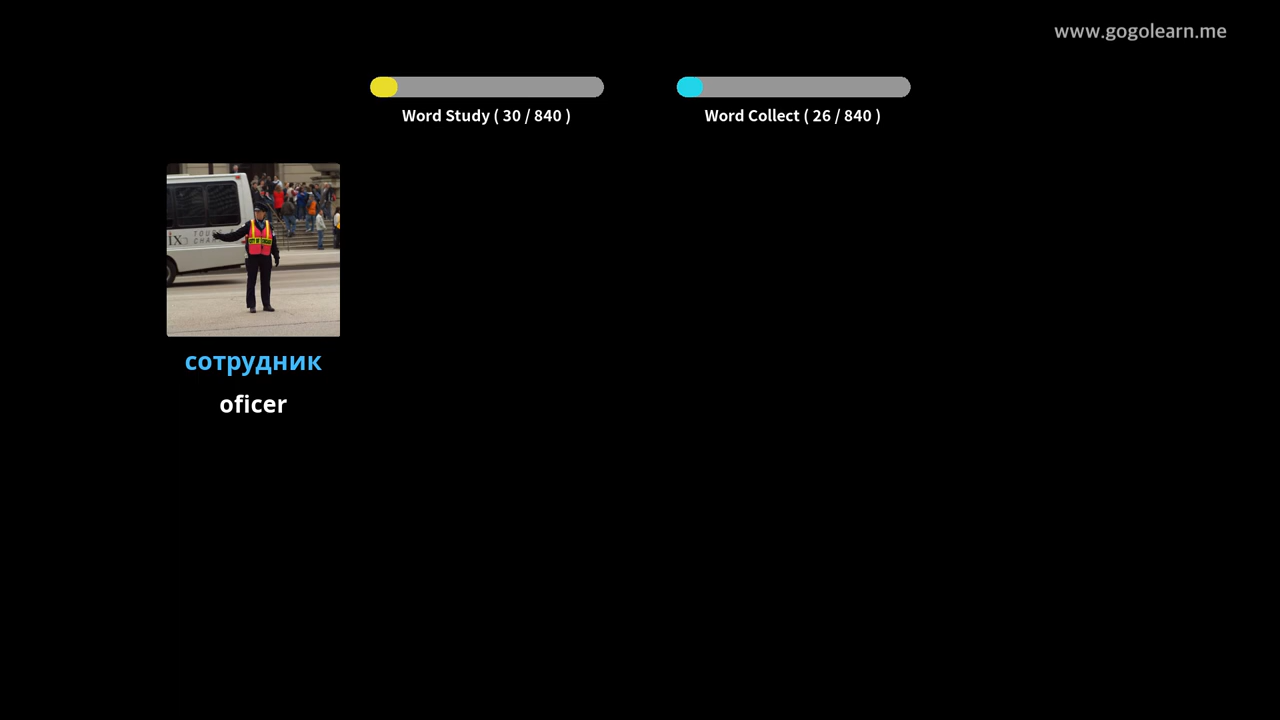 www.gogolearn.me
Word Study ( 30 / 840 )
Word Collect ( 26 / 840 )
сотрудник
oficer